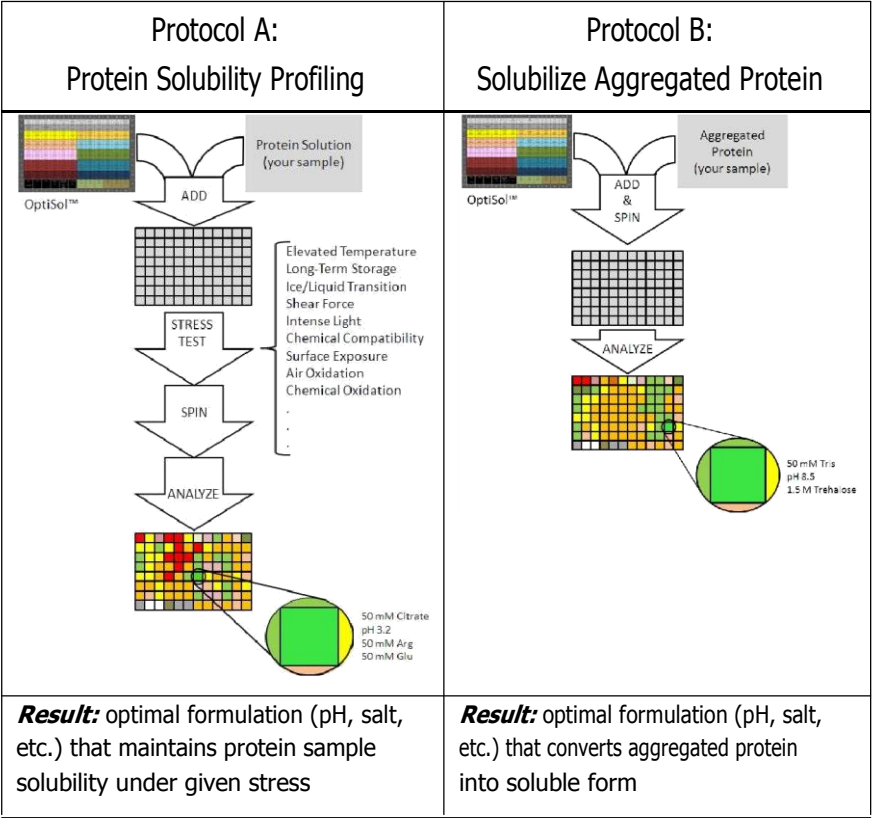 Protocol A:
Protein Solubility Profiling
OptiSol™
Protein Solution
(your sample)
ADD
STRESS
TEST
Elevated Temperature
Long-Term Storage
Ice/Liquid Transition
Shear Force
Intense Light
Chemical Compatibility
Surface Exposure
Air Oxidation
Chemical Oxidation
.
.
.
SPIN
ANALYZE
50 mM Citrate
pH 3.2
50 mM Arg
50 mM Glu
Result: optimal formulation (pH, salt,
etc.) that maintains protein sample
solubility under given stress
Protocol B:
Solubilize Aggregated Protein
OptiSol™
Aggregated
Protein
(your sample)
ADD
&
SPIN
ANALYZE
50 mM Tris
pH 8.5
1.5 M Trehalose
Result: optimal formulation (pH, salt,
etc.) that converts aggregated protein
into soluble form